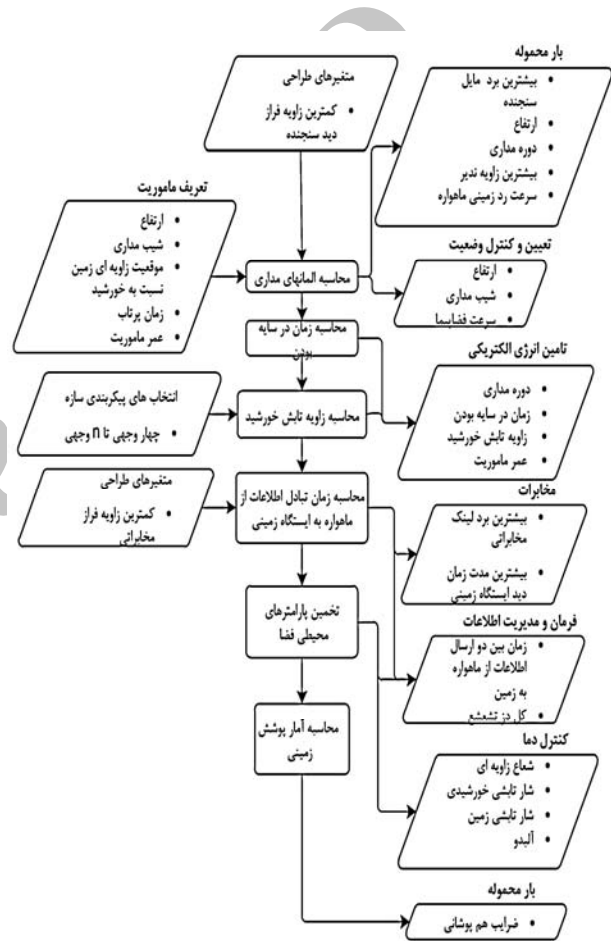 بار محموله
• بیشترین برد مایل
سنجنده
• ارتفاع
• دوره مداری
• بیشترین زاویه ندیر
• سرعت رد زمینی ماهواره
متغیرهای طراحی
• کمترین زاویه فراز
دید سنجنده
تعریف ماموریت
• ارتفاع
• شیب مداری
• موقعیت زاویه ای زمین
نسبت به خورشید
• زمان پرتاب
• عمر ماموریت
محاسبه المانهای مداری
تعیین و کنترل وضعیت
• ارتفاع
• شیب مداری
• سرعت فضاپیما
محاسبه زمان در سایه
بودن
تامین انرژی الکتریکی
• دوره مداری
• زمان در سایه بودن
• زاویه تابش خورشید
• عمر ماموریت
انتخاب های پیکربندی سازه
• چهار وجهی تا n وجهی
محاسبه زاویه تابش خورشید
متغیرهای طراحی
• کمترین زاویه فراز
مخابراتی
محاسبه زمان تبادل اطلاعات از
ماهواره به ایستگاه زمینی
مخابرات
• بیشترین برد لینک
مخابراتی
• بیشترین مدت زمان
دید ایستگاه زمینی
تخمین پارامترهای
محیطی فضا
فرمان و مدیریت اطلاعات
• زمان بین دو ارسال
اطلاعات از ماهواره
به زمین
• کل دز تشعشع
محاسبه آمار پوشش
زمینی
کنترل دما
• شعاع زاویه ای
• شار تابشی خورشیدی
• شار تابشی زمین
• آلبدو
بار محموله
• ضرایب هم پوشانی